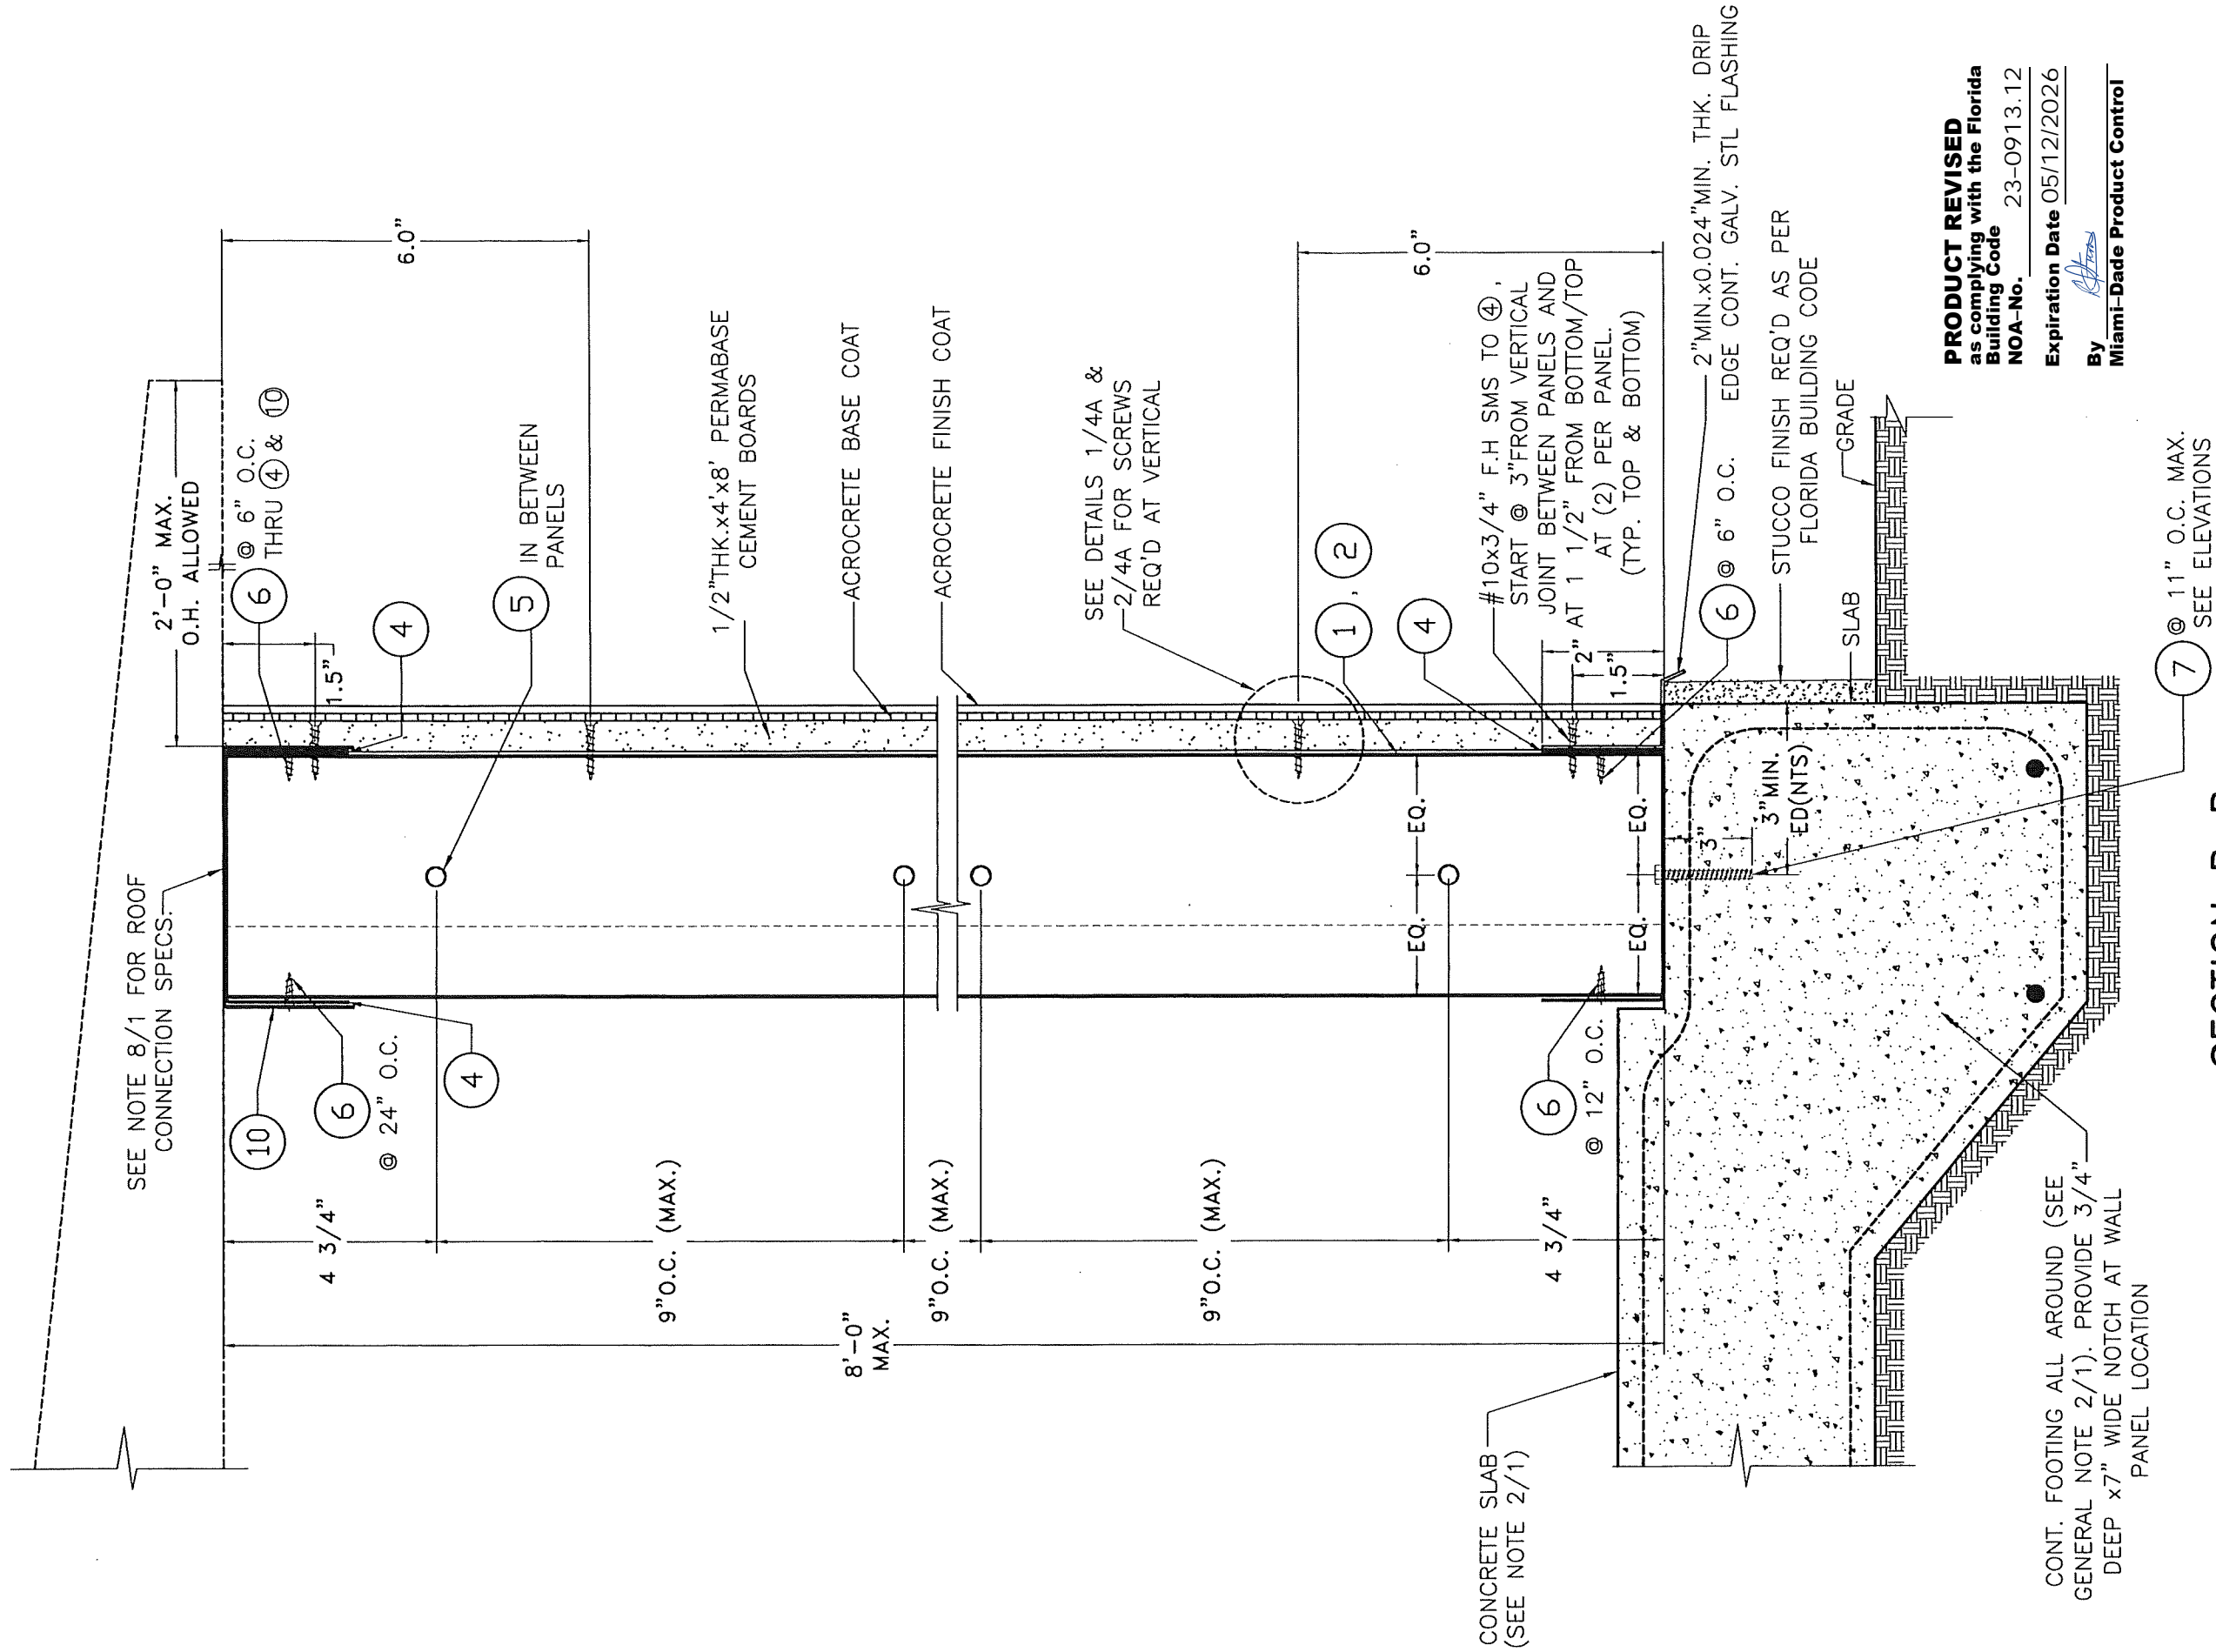 2'-0" MAX.
O.H. ALLOWED
SEE NOTE 8/1 FOR ROOF
CONNECTION SPECS.
6 @ 6" O.C.
THRU 4 & 10
6.0"
1.5"
4
10
6
@ 24" O.C.
4
5 IN BETWEEN
PANELS
4 3/4"
9"O.C. (MAX.)
1/2"THK.x4'x8' PERMABASE
CEMENT BOARDS
ACROCRETE BASE COAT
ACROCRETE FINISH COAT
8'-0"
MAX.
9"O.C. (MAX.)
9"O.C. (MAX.)
SEE DETAILS 1/4A &
2/4A FOR SCREWS
REQ'D AT VERTICAL
6.0"
1, 2
4
EQ.
EQ.
#10x3/4" F.H SMS TO 4,
START @ 3"FROM VERTICAL
JOINT BETWEEN PANELS AND
AT 1 1/2" FROM BOTTOM/TOP
AT (2) PER PANEL.
(TYP. TOP & BOTTOM)
2"
1.5"
4 3/4"
6
@ 12" O.C.
EQ.
EQ.
6 @ 6" O.C.
2"MIN.x0.024"MIN. THK. DRIP
EDGE CONT. GALV. STL FLASHING
CONCRETE SLAB
(SEE NOTE 2/1)
3"
3"MIN.
ED(NTS)
STUCCO FINISH REQ'D AS PER
FLORIDA BUILDING CODE
SLAB
GRADE
CONT. FOOTING ALL AROUND (SEE
GENERAL NOTE 2/1). PROVIDE 3/4"
DEEP x7" WIDE NOTCH AT WALL
PANEL LOCATION
7 @ 11" O.C. MAX.
SEE ELEVATIONS
PRODUCT REVISED
as complying with the Florida
Building Code
NOA-No. 23-0913.12
Expiration Date 05/12/2026
By
Miami-Dade Product Control